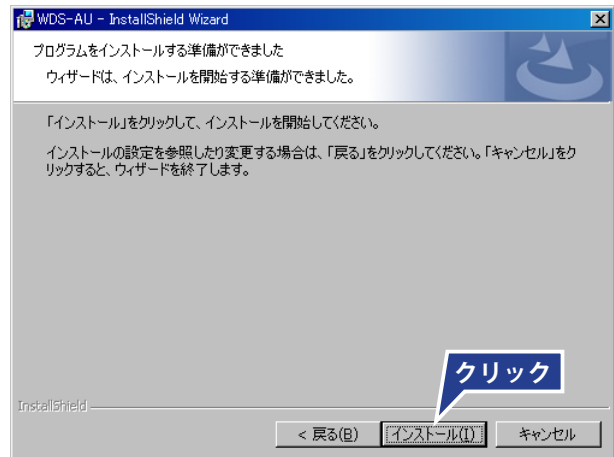 WDS-AU - InstallShield Wizard
プログラムをインストールする準備ができました
ウィザードは、インストールを開始する準備ができました。
「インストール」をクリックして、インストールを開始してください。
インストールの設定を参照したり変更する場合は、「戻る」をクリックしてください。「キャンセル」をク
リックすると、ウィザードを終了します。
クリック
InstallShield
< 戻る(B) インストール(I) キャンセル